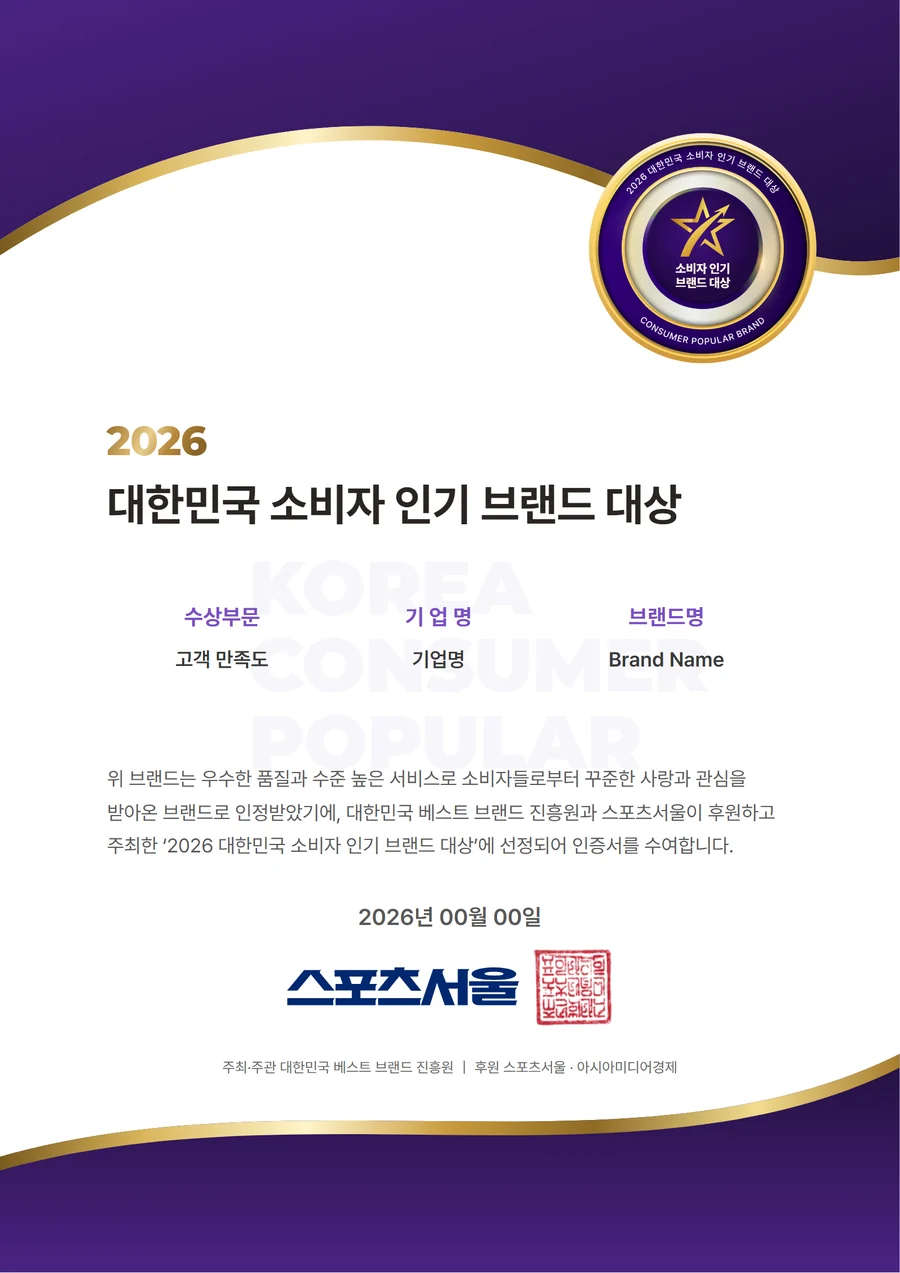 2026 대한민국 소비자 인기 브랜드 대상
소비자 인기
브랜드 대상
CONSUMER POPULAR BRAND
2026
대한민국 소비자 인기 브랜드 대상
KOREA
CONSUMER
POPULAR
수상부문 기 업 명 브랜드명
고객 만족도 기업명 Brand Name
위 브랜드는 우수한 품질과 수준 높은 서비스로 소비자들로부터 꾸준한 사랑과 관심을
받아온 브랜드로 인정받았기에, 대한민국 베스트 브랜드 진흥원과 스포츠서울이 후원하고
주최한 ‘2026 대한민국 소비자 인기 브랜드 대상’에 선정되어 인증서를 수여합니다.
2026년 00월 00일
스포츠서울
주최·주관 대한민국 베스트 브랜드 진흥원 | 후원 스포츠서울 · 아시아미디어경제